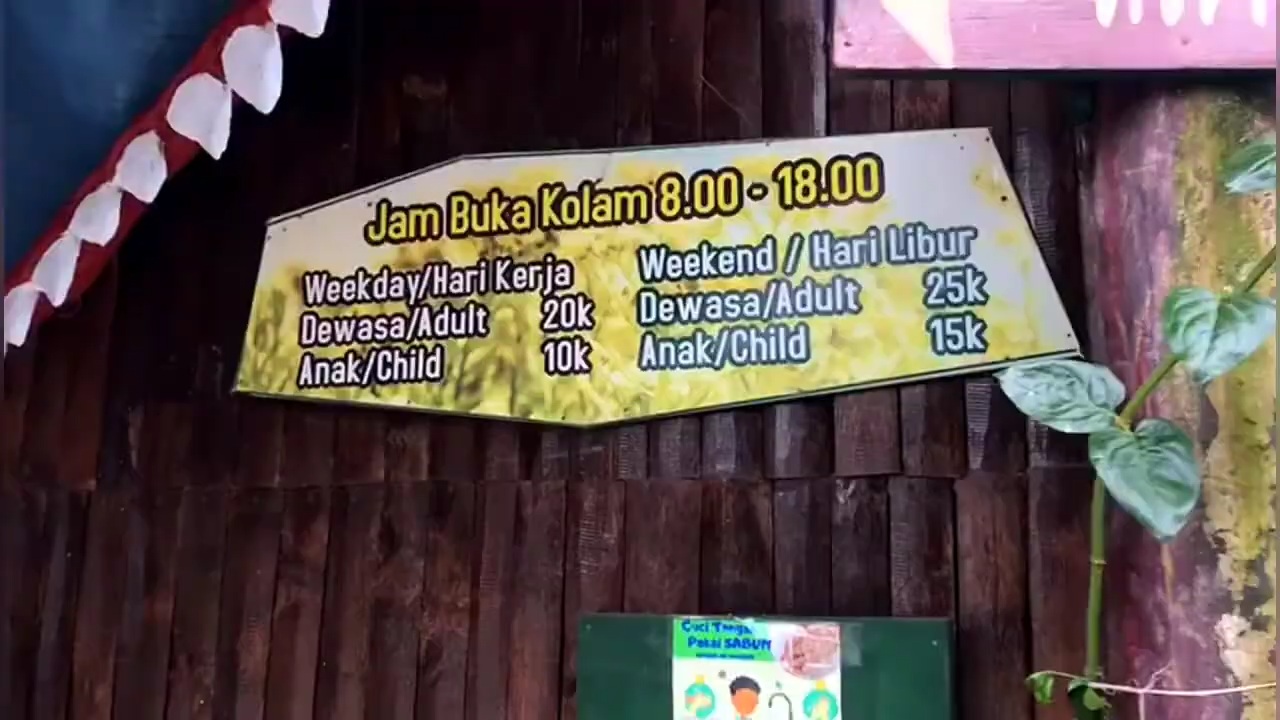 Jam Buka Kolam 8.00 - 18.00
Weekday/Hari Kerja
Dewasa/Adult 20k
Anak/Child 10k
Weekend / Hari Libur
Dewasa/Adult 25k
Anak/Child 15k
Cuci Tangan
Pakai SABUN